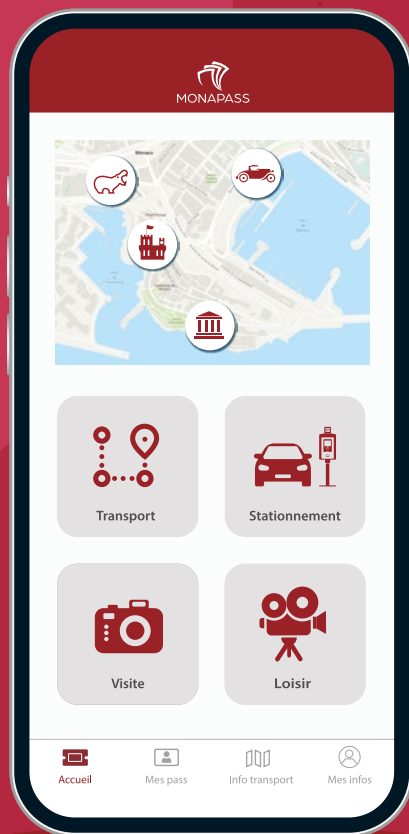 MONAPASS
Transport
Stationnement
Visite
Loisir
Accueil
Mes pass
Info transport
Mes infos